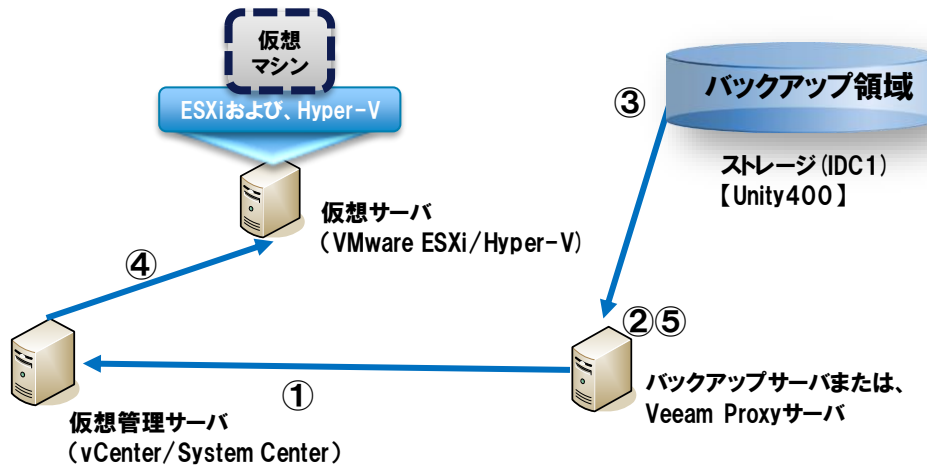 仮想
マシン
ESXiおよび、Hyper-V
バックアップ領域
③
ストレージ(IDC1)
【Unity400】
仮想サーバ
(VMware ESXi/Hyper-V)
④
②⑤
①
バックアップサーバまたは、
Veeam Proxyサーバ
仮想管理サーバ
(vCenter/System Center)